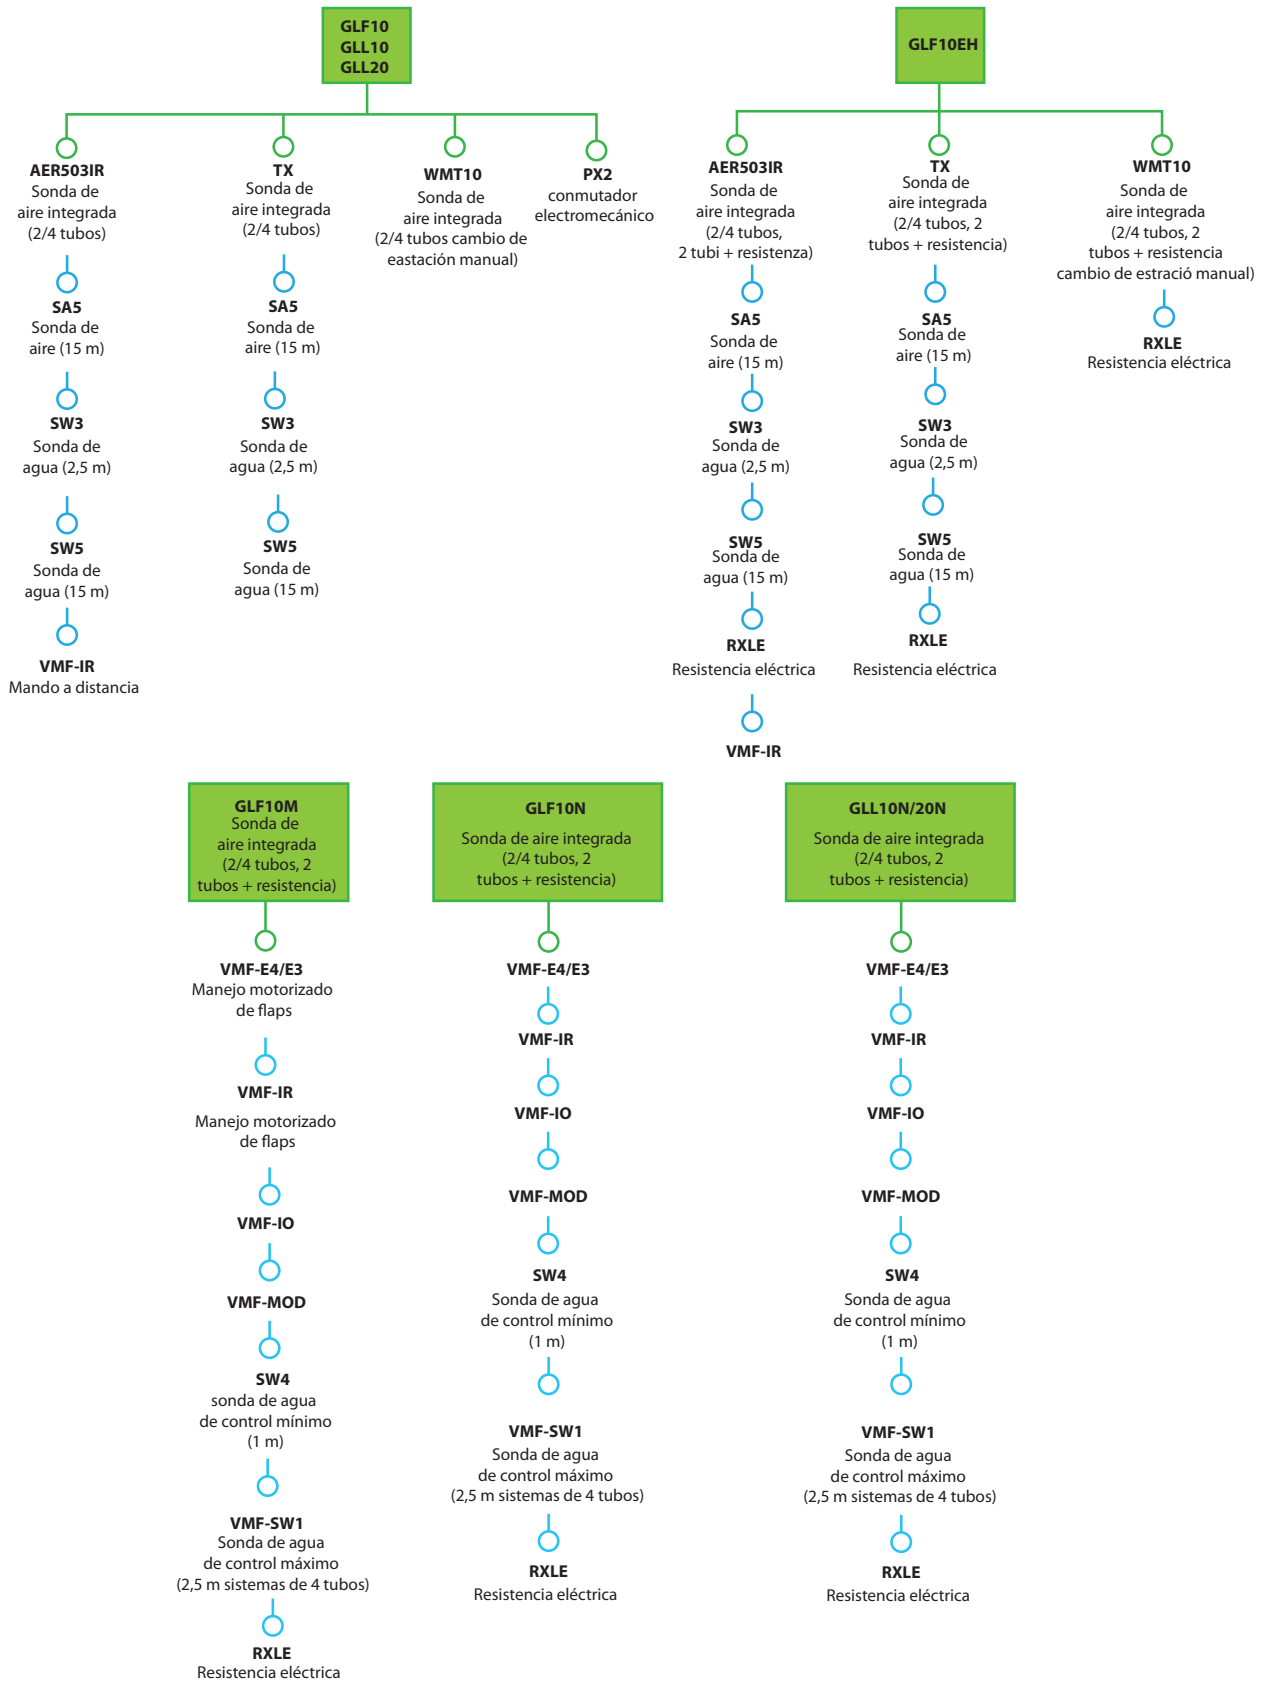 GLF10
GLL10
GLL20
AER503IR
Sonda de
aire integrada
(2/4 tubos)
SA5
Sonda de
aire (15 m)
SW3
Sonda de
agua (2,5 m)
SW5
Sonda de
agua (15 m)
VMF-IR
Mando a distancia
TX
Sonda de
aire integrada
(2/4 tubos)
SA5
Sonda de
aire (15 m)
SW3
Sonda de
agua (2,5 m)
SW5
Sonda de
agua (15 m)
WMT10
Sonda de
aire integrada
(2/4 tubos cambio de
eastación manual)
PX2
conmutador
electromecánico
GLF10EH
AER503IR
Sonda de
aire integrada
(2/4 tubos,
2 tubi + resistenza)
SA5
Sonda de
aire (15 m)
SW3
Sonda de
agua (2,5 m)
SW5
Sonda de
agua (15 m)
RXLE
Resistencia eléctrica
VMF-IR
TX
Sonda de
aire integrada
(2/4 tubos, 2
tubos + resistencia)
SA5
Sonda de
aire (15 m)
SW3
Sonda de
agua (2,5 m)
SW5
Sonda de
agua (15 m)
RXLE
Resistencia eléctrica
WMT10
Sonda de
aire integrada
(2/4 tubos, 2
tubos + resistencia
cambio de estració manual)
RXLE
Resistencia eléctrica
GLF10M
Sonda de
aire integrada
(2/4 tubos, 2
tubos + resistencia)
VMF-E4/E3
Manejo motorizado
de flaps
VMF-IR
Manejo motorizado
de flaps
VMF-IO
VMF-MOD
SW4
sonda de agua
de control mínimo
(1 m)
VMF-SW1
Sonda de agua
de control máximo
(2,5 m sistemas de 4 tubos)
RXLE
Resistencia eléctrica
GLF10N
Sonda de aire integrada
(2/4 tubos, 2
tubos + resistencia)
VMF-E4/E3
VMF-IR
VMF-IO
VMF-MOD
SW4
Sonda de agua
de control mínimo
(1 m)
VMF-SW1
Sonda de agua
de control máximo
(2,5 m sistemas de 4 tubos)
RXLE
Resistencia eléctrica
GLL10N/20N
Sonda de aire integrada
(2/4 tubos, 2
tubos + resistencia)
VMF-E4/E3
VMF-IR
VMF-IO
VMF-MOD
SW4
Sonda de agua
de control mínimo
(1 m)
VMF-SW1
Sonda de agua
de control máximo
(2,5 m sistemas de 4 tubos)
RXLE
Resistencia eléctrica